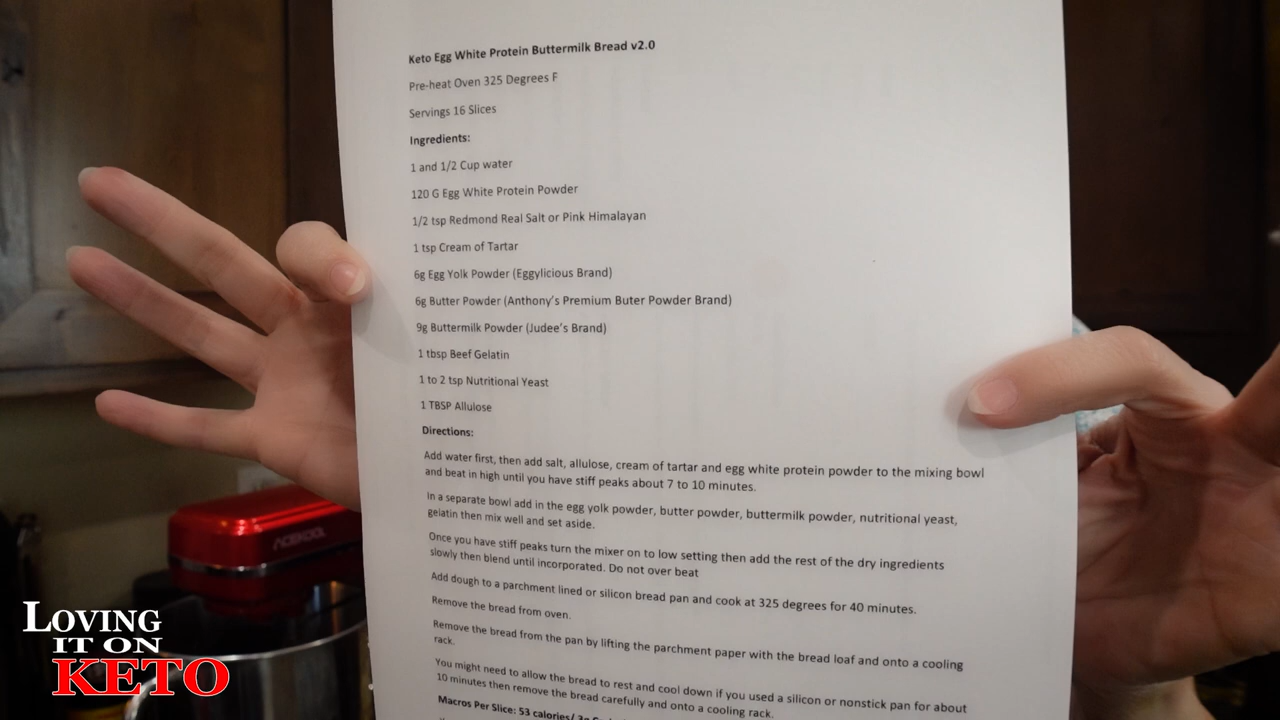 Keto Egg White Protein Buttermilk Bread v2.0
Pre-heat Oven 325 Degrees F
Servings 16 Slices
Ingredients:
1 and 1/2 Cup water
120 G Egg White Protein Powder
1/2 tsp Redmond Real Salt or Pink Himalayan
1 tsp Cream of Tartar
6g Egg Yolk Powder (Eggylicious Brand)
6g Butter Powder (Anthony's Premium Buter Powder Brand)
9g Buttermilk Powder (Judee's Brand)
1 tbsp Beef Gelatin
1 to 2 tsp Nutritional Yeast
1 TBSP Allulose
Directions:
Add water first, then add salt, allulose, cream of tartar and egg white protein powder to the mixing bowl
and beat in high until you have stiff peaks about 7 to 10 minutes.
In a separate bowl add in the egg yolk powder, butter powder, buttermilk powder, nutritional yeast,
gelatin then mix well and set aside.
Once you have stiff peaks turn the mixer on to low setting then add the rest of the dry ingredients
slowly then blend until incorporated. Do not over beat
Add dough to a parchment lined or silicon bread pan and cook at 325 degrees for 40 minutes.
Remove the bread from oven.
Remove the bread from the pan by lifting the parchment paper with the bread loaf and onto a cooling
rack.
You might need to allow the bread to rest and cool down if you used a silicon or nonstick pan for about
10 minutes then remove the bread carefully and onto a cooling rack.
Macros Per Slice: 53 calories/
ACEKOOL
LOVING
IT ON
KETO